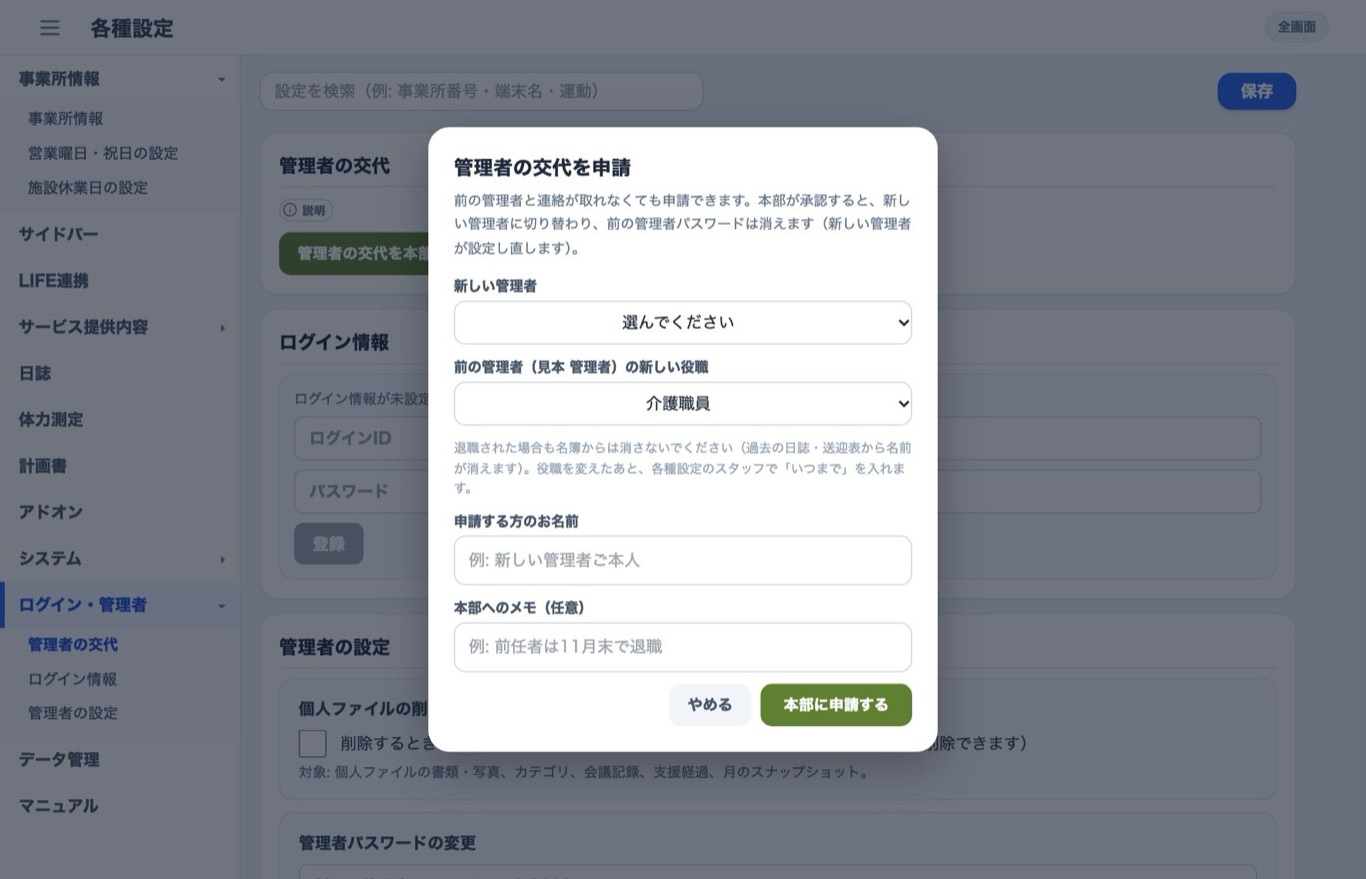 各種設定
全画面
事業所情報
事業所情報
営業曜日・祝日の設定
施設休業日の設定
サイドバー
LIFE連携
サービス提供内容
日誌
体力測定
計画書
アドオン
システム
ログイン・管理者
管理者の交代
ログイン情報
管理者の設定
データ管理
マニュアル
設定を検索（例: 事業所番号・端末名・運動）
保存
管理者の交代
説明
管理者の交代を本部
ログイン情報
ログイン情報が未設定
ログインID
パスワード
登録
管理者の設定
個人ファイルの削
削除するとき
削除できます）
対象: 個人ファイルの書類・写真、カテゴリ、会議記録、支援経過、月のスナップショット。
管理者パスワードの変更
管理者の交代を申請
前の管理者と連絡が取れなくても申請できます。本部が承認すると、新し
い管理者に切り替わり、前の管理者パスワードは消えます（新しい管理者
が設定し直します）。
新しい管理者
選んでください
前の管理者（見本 管理者）の新しい役職
介護職員
退職された場合も名簿からは消さないでください（過去の日誌・送迎表から名前
が消えます）。役職を変えたあと、各種設定のスタッフで「いつまで」を入れま
す。
申請する方のお名前
例: 新しい管理者ご本人
本部へのメモ（任意）
例: 前任者は11月末で退職
やめる
本部に申請する